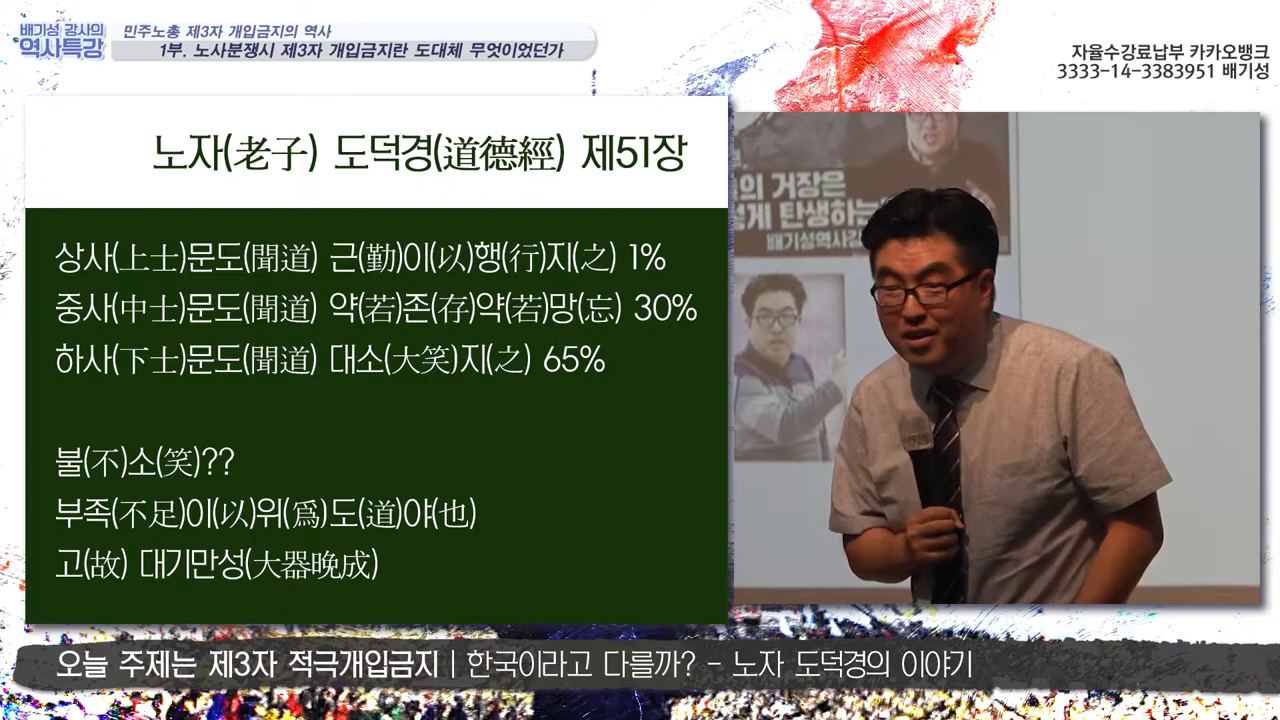 배기성 강사의
역사특강
민주노총 제3자 개입금지의 역사
1부. 노사분쟁시 제3자 개입금지란 도대체 무엇이었던가
자율수강료납부 카카오뱅크
3333-14-3383951 배기성
노자(老子) 도덕경(道德經) 제51장
상사(上士)문도(聞道) 근(勤)이(以)행(行)지(之) 1%
중사(中士)문도(聞道) 약(若)존(存)약(若)망(忘) 30%
하사(下士)문도(聞道) 대소(大笑)지(之) 65%
불(不)소(笑)??
부족(不足)이(以)위(爲)도(道)야(也)
고(故) 대기만성(大器晩成)
의 거장은
게 탄생하는
배기성역사
오늘 주제는 제3자 적극개입금지 | 한국이라고 다를까? - 노자 도덕경의 이야기